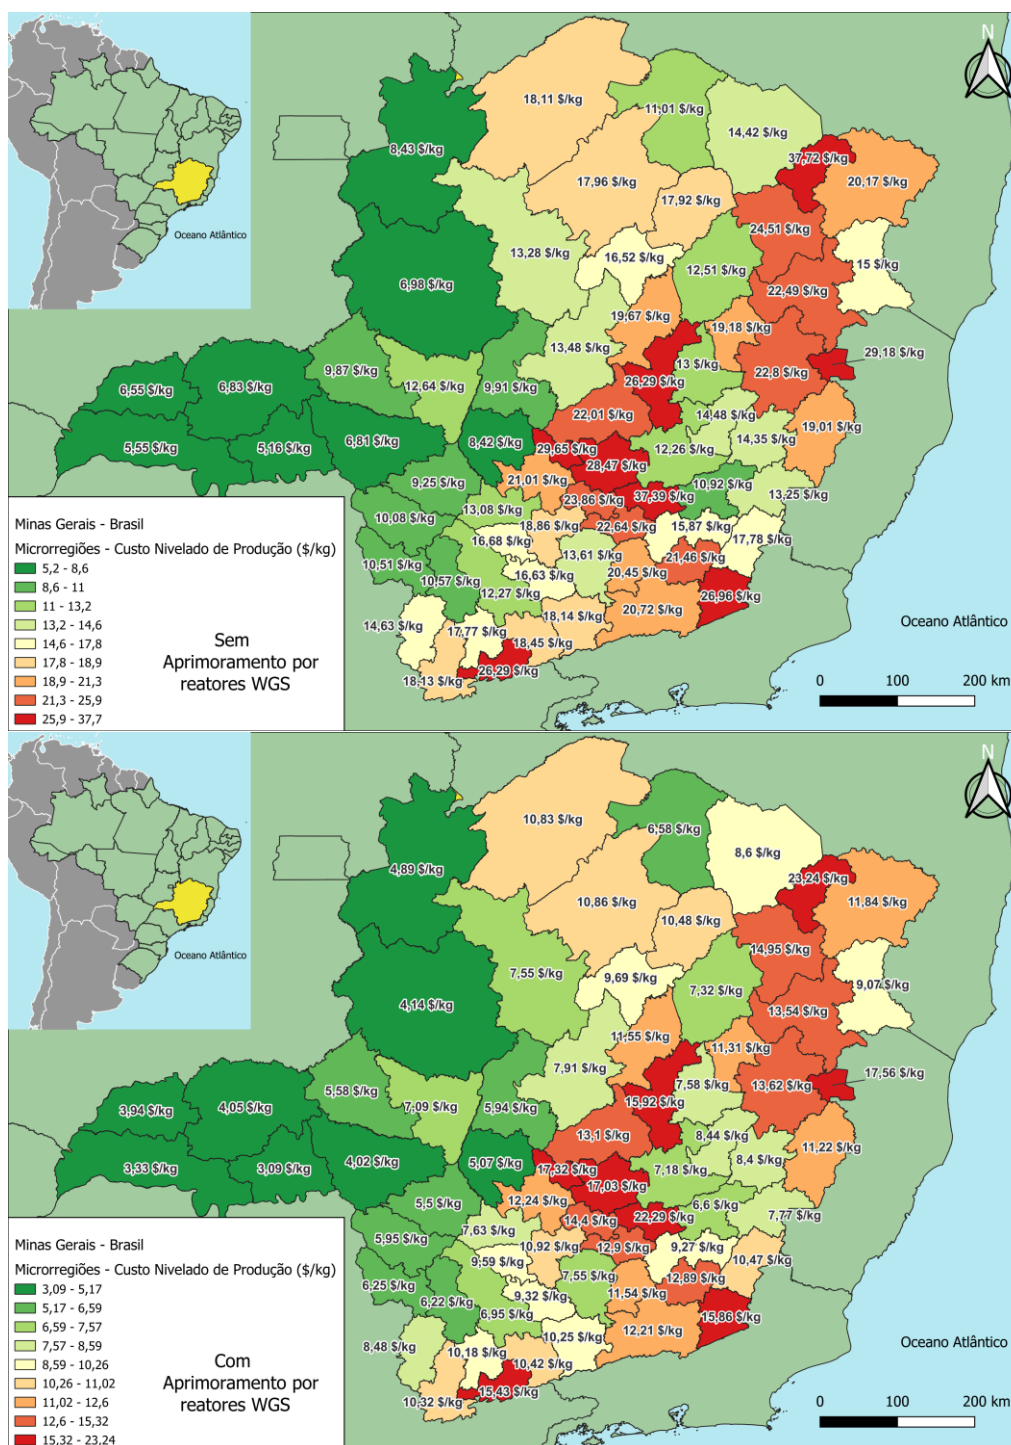 N
18,11 $/kg
11,01 $/kg
14,42 $/kg
8,43 $/kg
37,72 $/kg
20,17 $/kg
17,96 $/kg
17,92 $/kg
24,51 $/kg
Oceano Atlântico
13,28 $/kg
16,52 $/kg
15 $/kg
12,51 $/kg
6,98 $/kg
22,49 $/kg
19,67 $/kg
19,18 $/kg
13,48 $/kg
29,18 $/kg
9,87 $/kg
13 $/kg
22,8 $/kg
12,64 $/kg
9,91 $/kg
26,29 $/kg
6,55 $/kg
6,83 $/kg
22,01 $/kg
14,48 $/kg
19,01 $/kg
5,55 $/kg
5,16 $/kg
6,81 $/kg
8,42 $/kg
29,65 $/kg
12,26 $/kg
14,35 $/kg
28,47 $/kg
9,25 $/kg
21,01 $/kg
10,92 $/kg
13,25 $/kg
23,86 $/kg
37,39 $/kg
13,08 $/kg
10,08 $/kg
18,86 $/kg
22,64 $/kg
15,87 $/kg
17,78 $/kg
16,68 $/kg
13,61 $/kg
21,46 $/kg
10,51 $/kg
10,57 $/kg
16,63 $/kg
20,45 $/kg
12,27 $/kg
26,96 $/kg
20,72 $/kg
18,14 $/kg
14,63 $/kg
17,77 $/kg
18,45 $/kg
26,29 $/kg
18,13 $/kg
Minas Gerais - Brasil
Microrregiões - Custo Nivelado de Produção ($/kg)
5,2 - 8,6
8,6 - 11
11 - 13,2
13,2 - 14,6
14,6 - 17,8
17,8 - 18,9
18,9 - 21,3
21,3 - 25,9
25,9 - 37,7
Sem
Aprimoramento por
reatores WGS
Oceano Atlântico
0 100 200 km
N
10,83 $/kg
6,58 $/kg
8,6 $/kg
4,89 $/kg
23,24 $/kg
11,84 $/kg
10,86 $/kg
10,48 $/kg
14,95 $/kg
Oceano Atlântico
7,55 $/kg
9,69 $/kg
9,07 $/kg
7,32 $/kg
4,14 $/kg
13,54 $/kg
11,55 $/kg
11,31 $/kg
7,91 $/kg
17,56 $/kg
5,58 $/kg
7,58 $/kg
13,62 $/kg
7,09 $/kg
5,94 $/kg
15,92 $/kg
3,94 $/kg
4,05 $/kg
13,1 $/kg
8,44 $/kg
11,22 $/kg
3,33 $/kg
3,09 $/kg
4,02 $/kg
5,07 $/kg
17,32 $/kg
7,18 $/kg
8,4 $/kg
17,03 $/kg
5,5 $/kg
12,24 $/kg
6,6 $/kg
7,77 $/kg
14,4 $/kg
22,29 $/kg
7,63 $/kg
5,95 $/kg
10,92 $/kg
12,9 $/kg
9,27 $/kg
10,47 $/kg
9,59 $/kg
7,55 $/kg
12,89 $/kg
6,25 $/kg
6,22 $/kg
9,32 $/kg
11,54 $/kg
6,95 $/kg
15,86 $/kg
12,21 $/kg
10,25 $/kg
8,48 $/kg
10,18 $/kg
10,42 $/kg
15,43 $/kg
10,32 $/kg
Minas Gerais - Brasil
Microrregiões - Custo Nivelado de Produção ($/kg)
3,09 - 5,17
5,17 - 6,59
6,59 - 7,57
7,57 - 8,59
8,59 - 10,26
10,26 - 11,02
11,02 - 12,6
12,6 - 15,32
15,32 - 23,24
Com
Aprimoramento por
reatores WGS
Oceano Atlântico
0 100 200 km